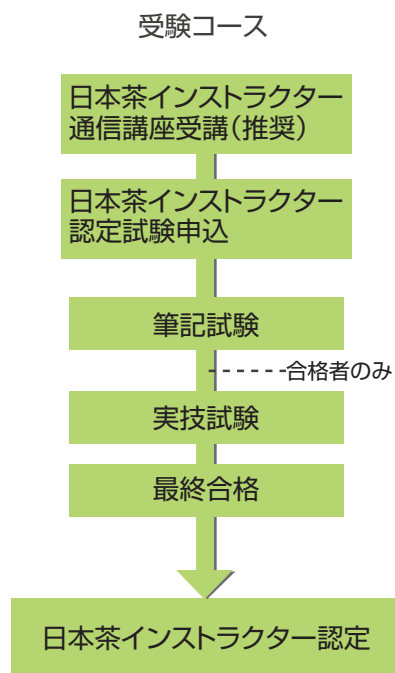 受験コース
日本茶インストラクター
通信講座受講(推奨)
日本茶インストラクター
認定試験申込
筆記試験
合格者のみ
実技試験
最終合格
日本茶インストラクター認定